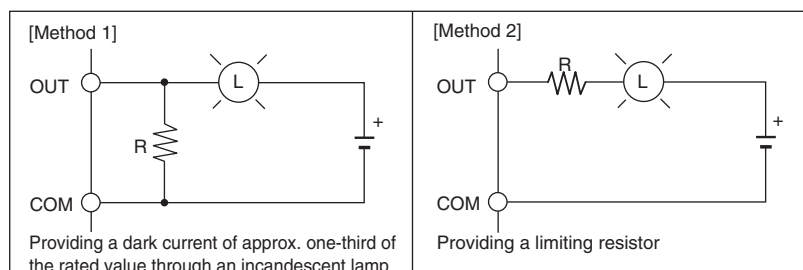 [Method 1]
OUT
L
R
+
COM
Providing a dark current of approx. one-third of
the rated value through an incandescent lamp
[Method 2]
OUT
R
L
+
COM
Providing a limiting resistor